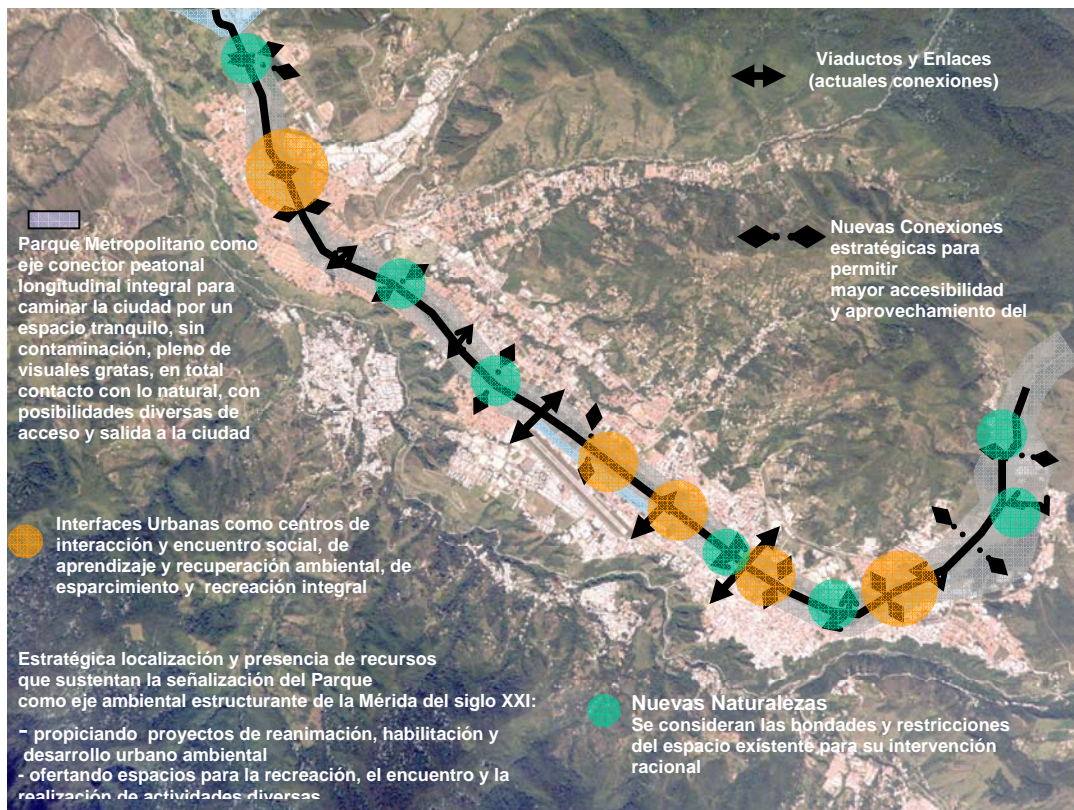 Viaductos y Enlaces
(actuales conexiones)
Parque Metropolitano como
eje conector peatonal
longitudinal integral para
caminar la ciudad por un
espacio tranquilo, sin
contaminación, pleno de
visuales gratas, en total
contacto con lo natural, con
posibilidades diversas de
acceso y salida a la ciudad
Nuevas Conexiones
estratégicas para
permitir
mayor accesibilidad
y aprovechamiento del
Interfaces Urbanas como centros de
interacción y encuentro social, de
aprendizaje y recuperación ambiental, de
esparcimiento y recreación integral
Estratégica localización y presencia de recursos
que sustentan la señalización del Parque
como eje ambiental estructurante de la Mérida del siglo XXI:
- propiciando proyectos de reanimación, habilitación y
desarrollo urbano ambiental
- ofertando espacios para la recreación, el encuentro y la
realización de actividades diversas
Nuevas Naturalezas
Se consideran las bondades y restricciones
del espacio existente para su intervención
racional